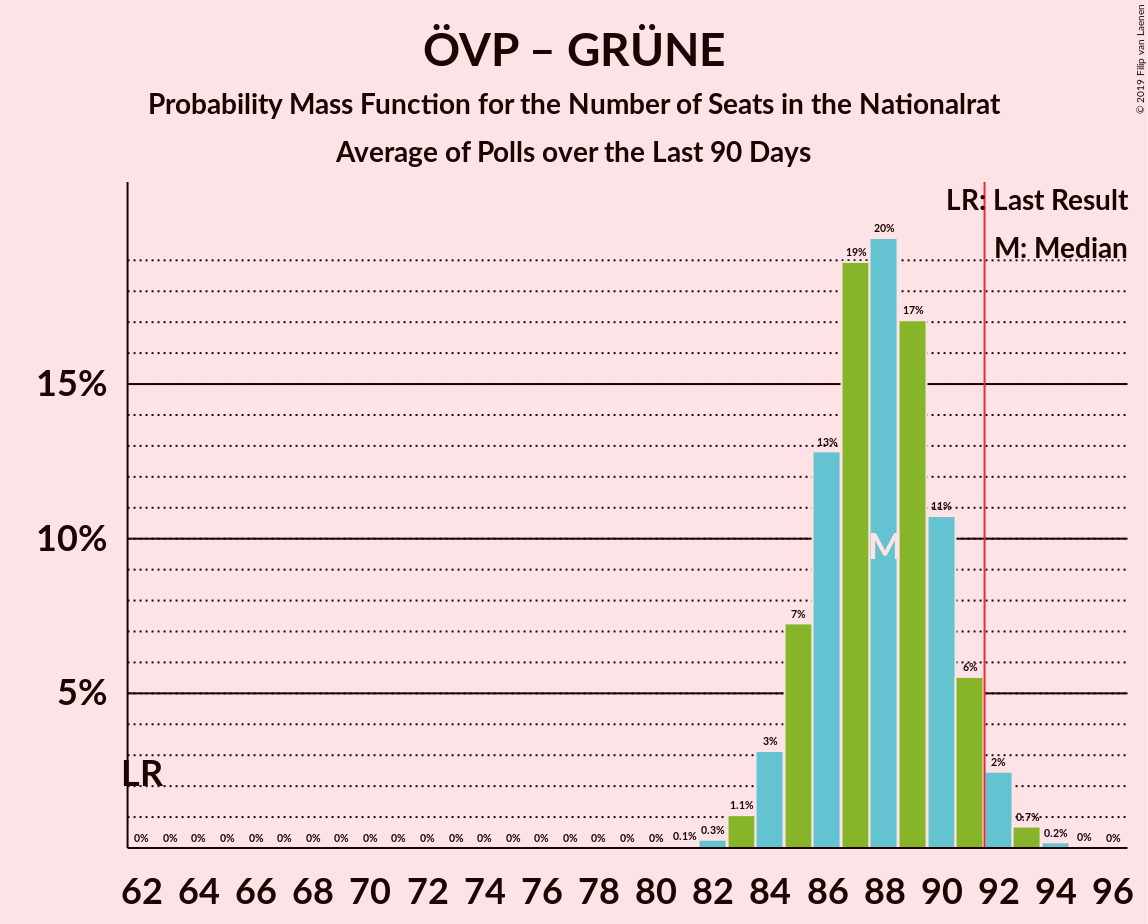 ÖVP – GRÜNE
Probability Mass Function for the Number of Seats in the Nationalrat
Average of Polls over the Last 90 Days
© 2019 Filip van Laenen
LR: Last Result
M: Median
20%
19%
17%
15%
13%
11%
10%
M
7%
6%
5%
3%
LR
2%
1.1%
0% 0% 0% 0% 0% 0% 0% 0% 0% 0% 0% 0% 0% 0% 0% 0% 0% 0% 0% 0.1% 0.3% 0.7% 0.2% 0% 0%
62 64 66 68 70 72 74 76 78 80 82 84 86 88 90 92 94 96